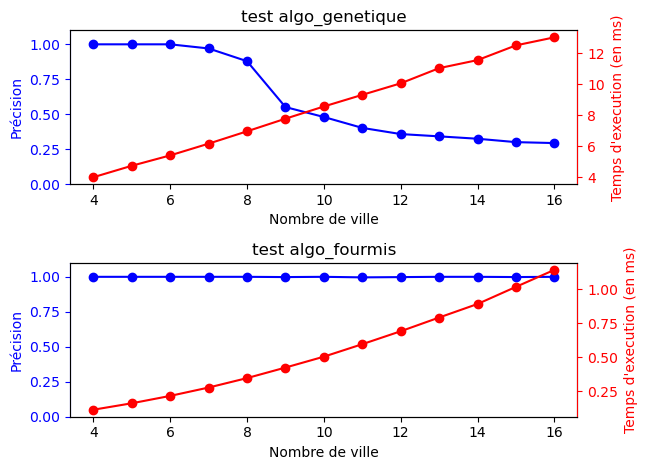 test algo_genetique
1.00
0.75
0.50
0.25
0.00
Précision
12
10
8
6
4
Temps d'execution (en ms)
4 6 8 10 12 14 16
Nombre de ville
test algo_fourmis
1.00
0.75
0.50
0.25
0.00
Précision
1.00
0.75
0.50
0.25
Temps d'execution (en ms)
4 6 8 10 12 14 16
Nombre de ville